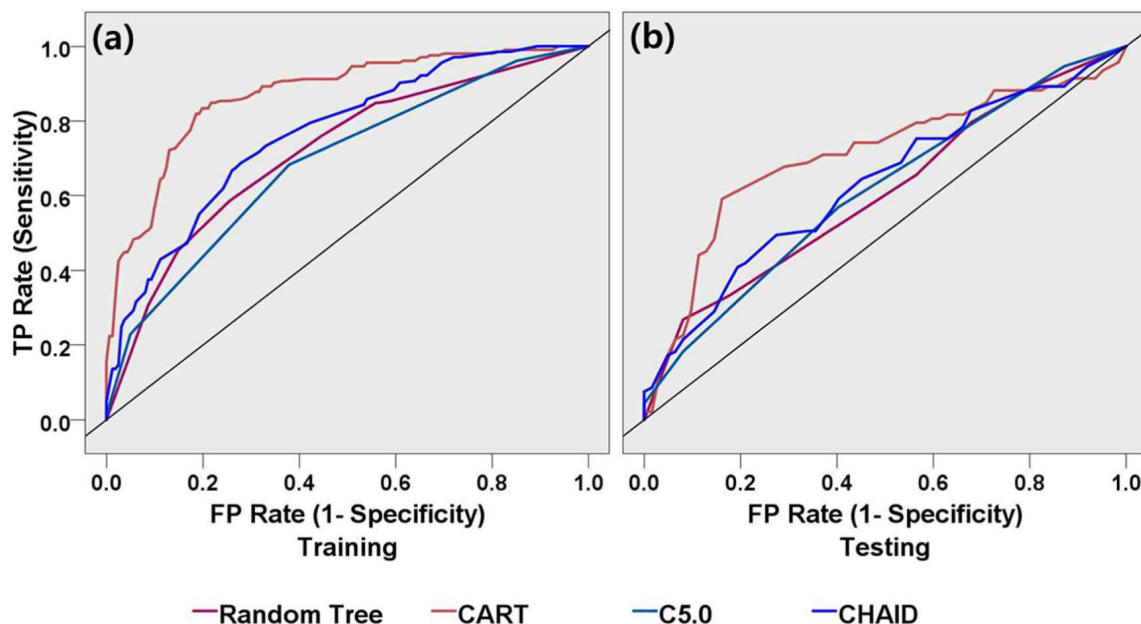 (a)
(b)
TP Rate (Sensitivity)
1.0
0.8
0.6
0.4
0.2
0.0
0.0 0.2 0.4 0.6 0.8 1.0
0.0 0.2 0.4 0.6 0.8 1.0
FP Rate (1- Specificity)
Training
FP Rate (1- Specificity)
Testing
Random Tree CART C5.0 CHAID